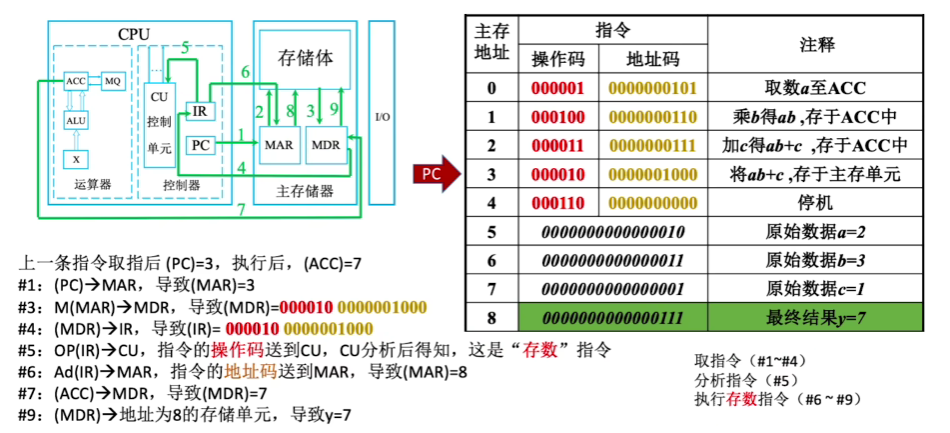 CPU
ACC
MQ
ALU
X
运算器
5
...
CU
控制
单元
IR
PC
控制器
6
1
4
7
存储体
2
8
3
9
MAR
MDR
主存储器
I/O
PC
主存地址 指令 注释
操作码 地址码
0 000001 0000000101 取数a至ACC
1 000100 0000000110 乘b得ab ,存于ACC中
2 000011 0000000111 加c得ab+c ,存于ACC中
3 000010 0000001000 将ab+c ,存于主存单元
4 000110 0000000000 停机
5 0000000000000010 原始数据a=2
6 0000000000000011 原始数据b=3
7 0000000000000001 原始数据c=1
8 0000000000000111 最终结果y=7
上一条指令取指后 (PC)=3，执行后，(ACC)=7
#1：(PC)→MAR，导致(MAR)=3
#3：M(MAR)→MDR，导致(MDR)=000010 0000001000
#4：(MDR)→IR，导致(IR)= 000010 0000001000
#5：OP(IR)→CU，指令的操作码送到CU，CU分析后得知，这是“存数”指令
#6：Ad(IR)→MAR，指令的地址码送到MAR，导致(MAR)=8
#7：(ACC)→MDR，导致(MDR)=7
#9：(MDR)→地址为8的存储单元，导致y=7
取指令（#1~#4）
分析指令（#5）
执行存数指令（#6 ~ #9）